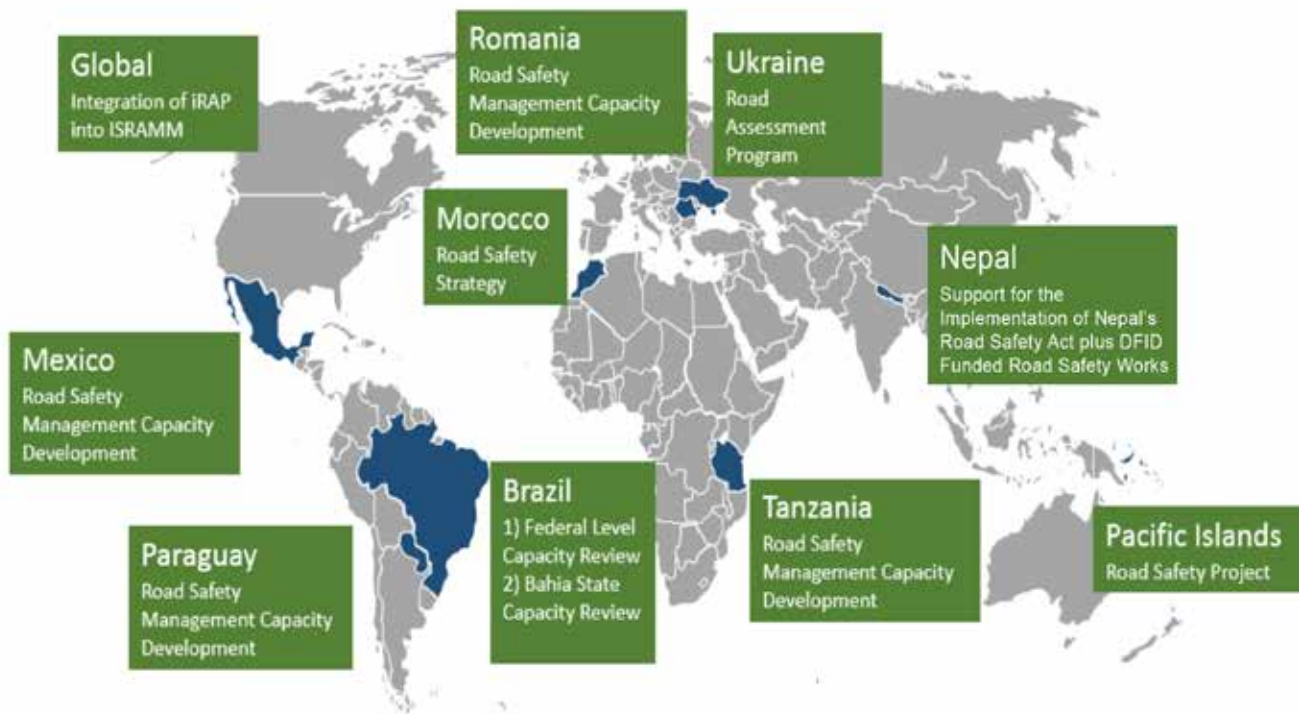 Global
Integration of iRAP
into ISRAMM
Romania
Road Safety
Management Capacity
Development
Ukraine
Road
Assessment
Program
Morocco
Road Safety
Strategy
Nepal
Support for the
Implementation of Nepal's
Road Safety Act plus DFID
Funded Road Safety Works
Mexico
Road Safety
Management Capacity
Development
Brazil
1) Federal Level
Capacity Review
2) Bahia State
Capacity Review
Tanzania
Road Safety
Management Capacity
Development
Pacific Islands
Road Safety Project
Paraguay
Road Safety
Management Capacity
Development